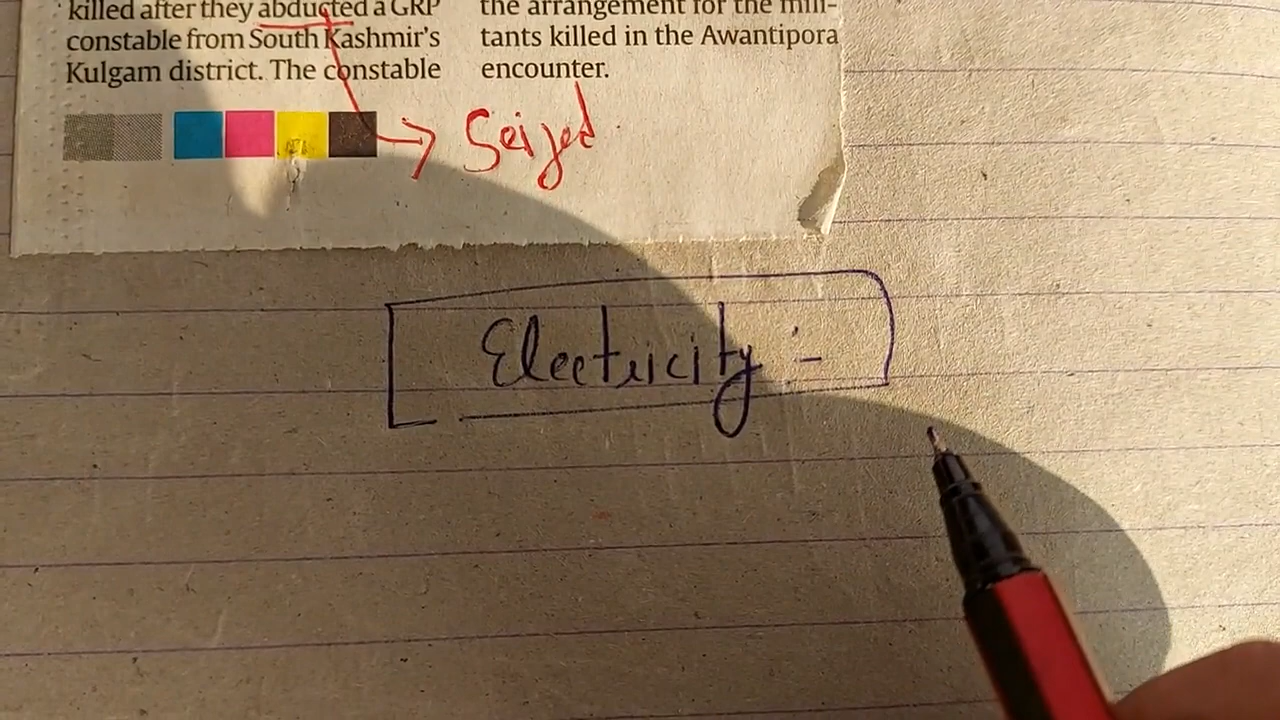 killed after they abducted a GRP
constable from South Kashmir's
Kulgam district. The constable
the arrangement for the mili-
tants killed in the Awantipora
encounter.
Seized
Electricity :-